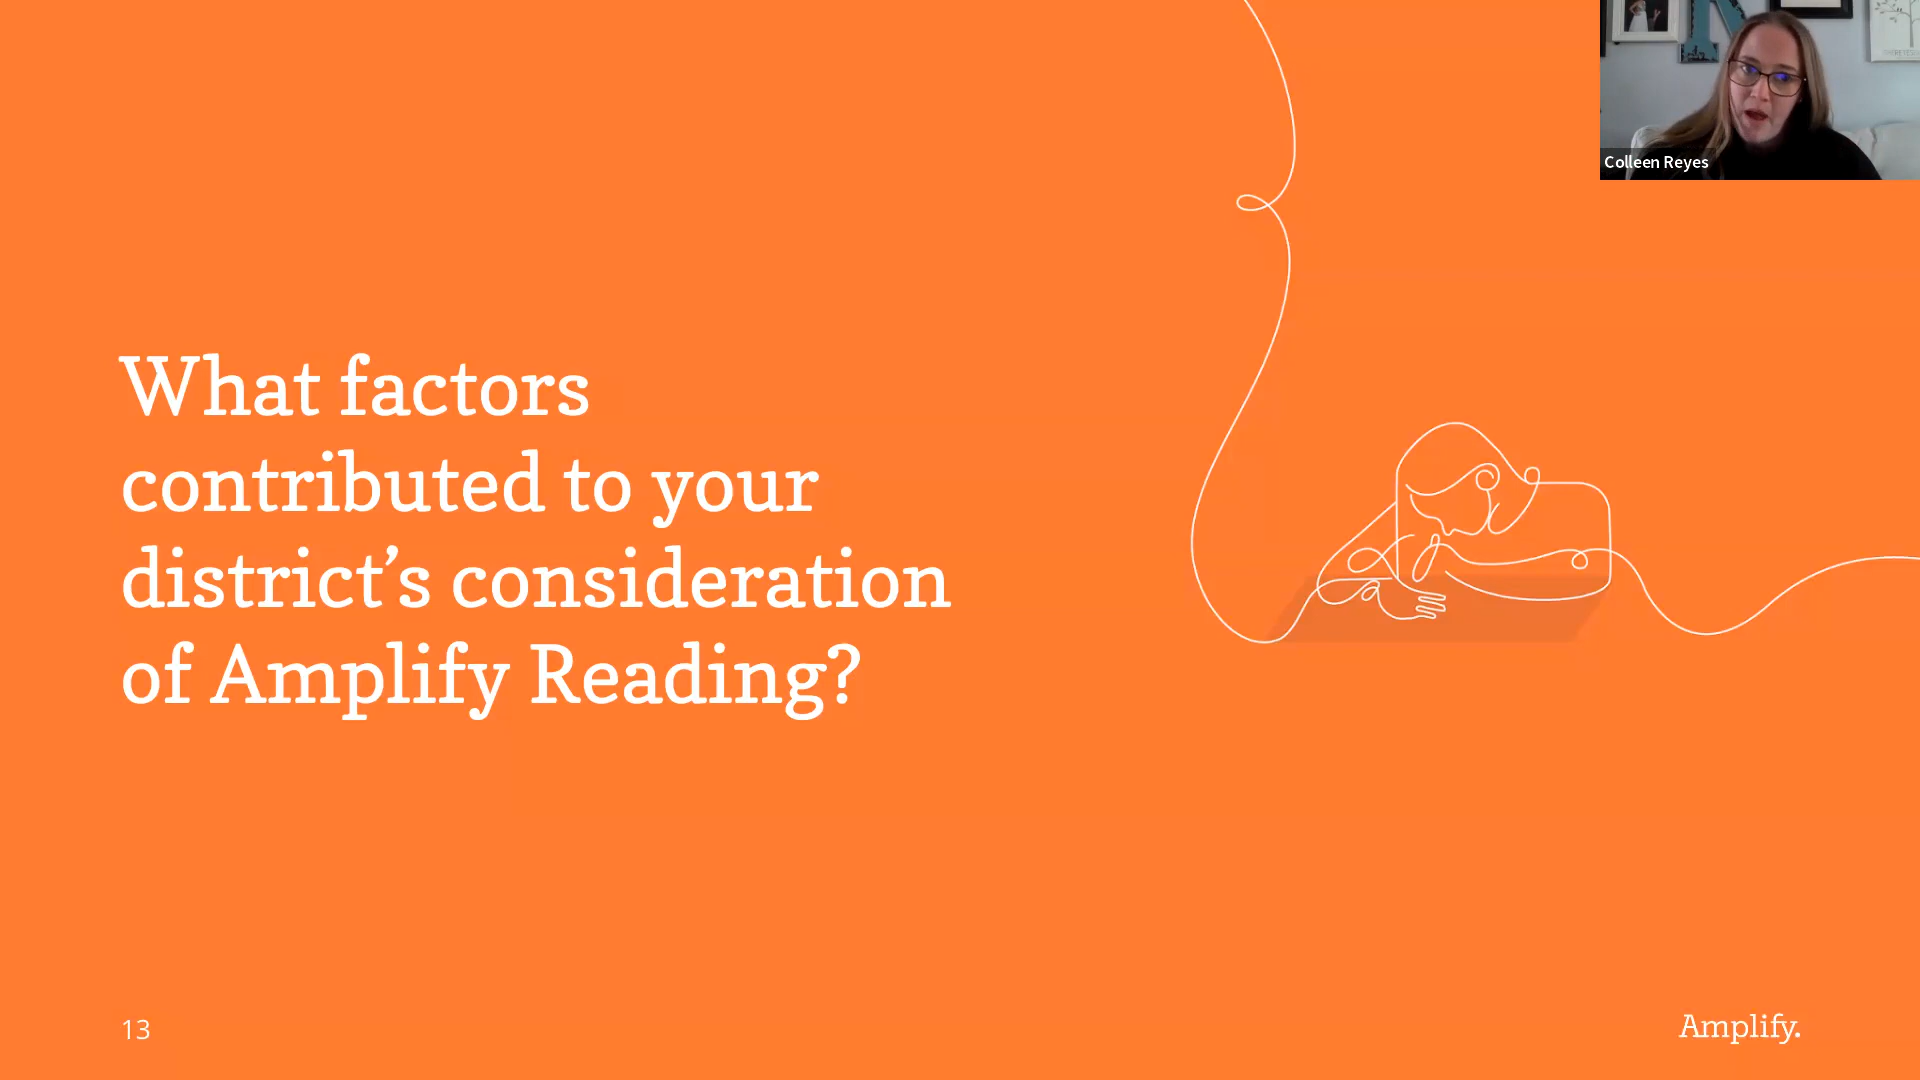 Colleen Reyes
What factors
contributed to your
district’s consideration
of Amplify Reading?
13
Amplify.